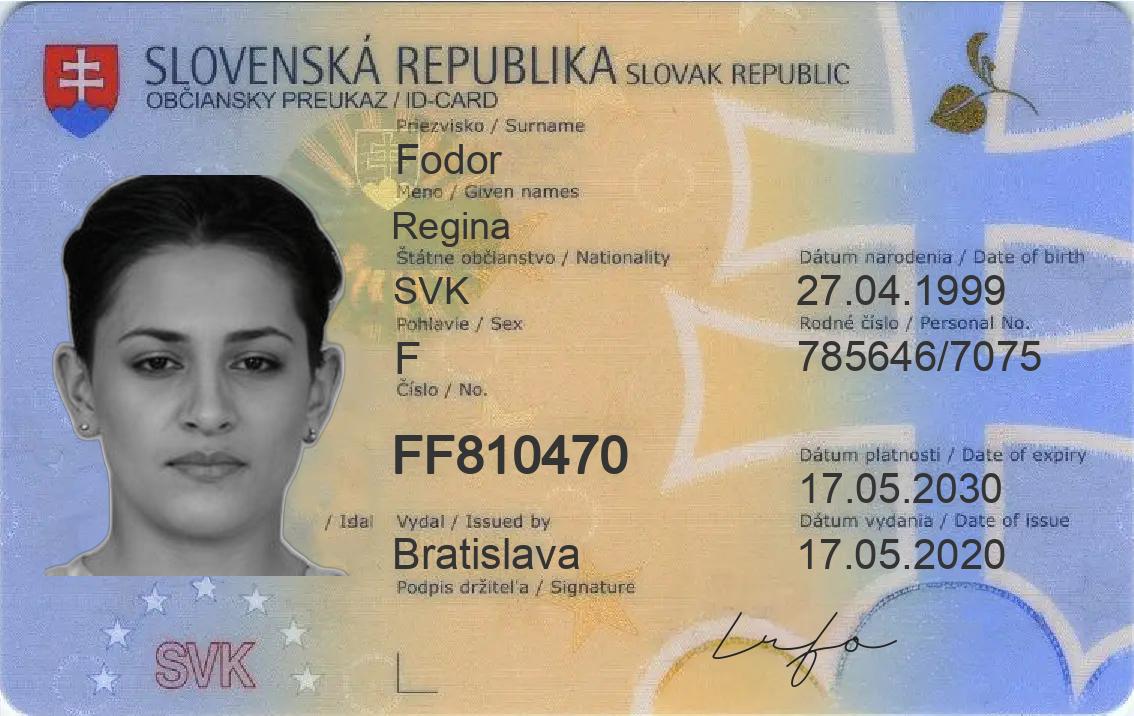 SLOVENSKÁ REPUBLIKA SLOVAK REPUBLIC
OBČIANSKY PREUKAZ / ID-CARD
Priezvisko / Surname
Fodor
Meno / Given names
Regina
Štátne občianstvo / Nationality
SVK
Dátum narodenia / Date of birth
27.04.1999
Pohlavie / Sex
F
Rodné číslo / Personal No.
785646/7075
Číslo / No.
FF810470
Dátum platnosti / Date of expiry
17.05.2030
/ Idal
Vydal / Issued by
Bratislava
Dátum vydania / Date of issue
17.05.2020
Podpis držiteľa / Signature
SVK